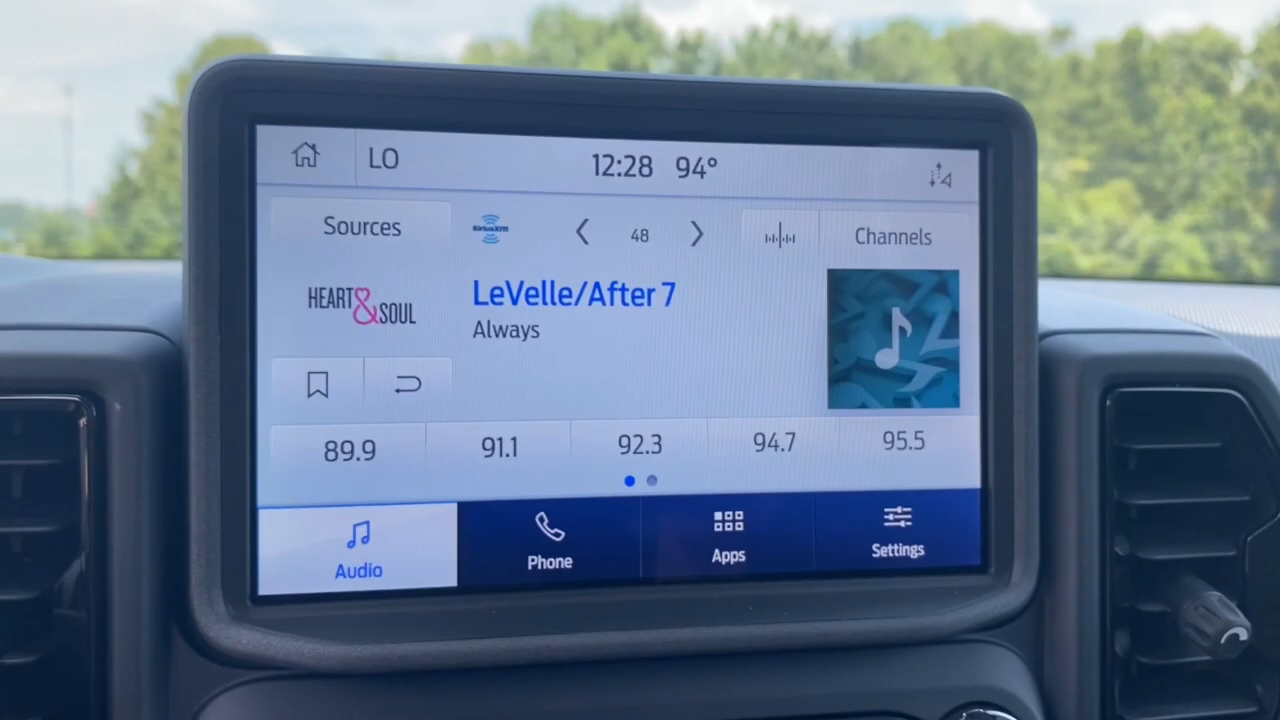 LO 12:28 94°
Sources SiriusXM 48 Channels
HEART&SOUL
LeVelle/After 7
Always
89.9 91.1 92.3 94.7 95.5
Audio Phone Apps Settings